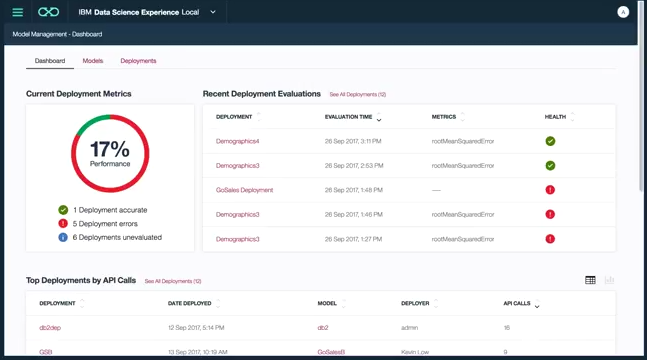 IBM Data Science Experience Local
A
Model Management - Dashboard
Dashboard Models Deployments
Current Deployment Metrics
17%
Performance
1 Deployment accurate
5 Deployment errors
6 Deployments unevaluated
Recent Deployment Evaluations See All Deployments (12)
DEPLOYMENT EVALUATION TIME METRICS HEALTH
Demographics4 26 Sep 2017, 3:11 PM rootMeanSquaredError
Demographics3 26 Sep 2017, 2:53 PM rootMeanSquaredError
GoSales Deployment 26 Sep 2017, 1:48 PM ----
Demographics3 26 Sep 2017, 1:46 PM rootMeanSquaredError
Demographics3 26 Sep 2017, 1:27 PM rootMeanSquaredError
Top Deployments by API Calls See All Deployments (12)
DEPLOYMENT DATE DEPLOYED MODEL DEPLOYER API CALLS
db2dep 12 Sep 2017, 5:14 PM db2 admin 16
GSB 13 Sep 2017, 10:19 AM GoSalesB Kevin Low 9